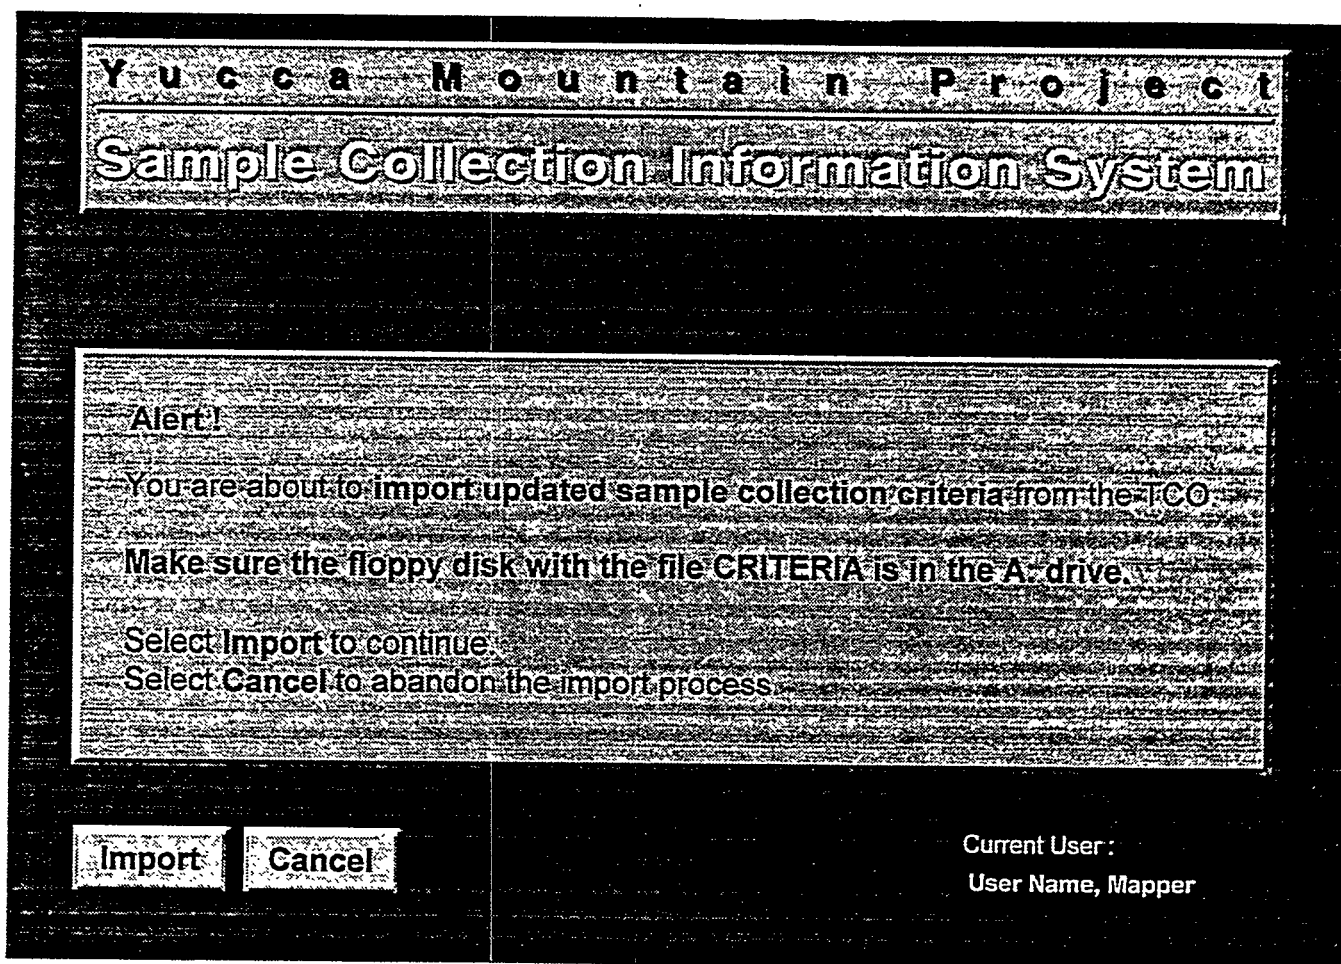 Yucca Mountain Project
Sample Collection Information System
Alert !
You are about to import updated sample collection criteria from the TCO
Make sure the floppy disk with the file CRITERIA is in the A: drive.
Select Import to continue.
Select Cancel to abandon the import process.
Import Cancel
Current User :
User Name, Mapper